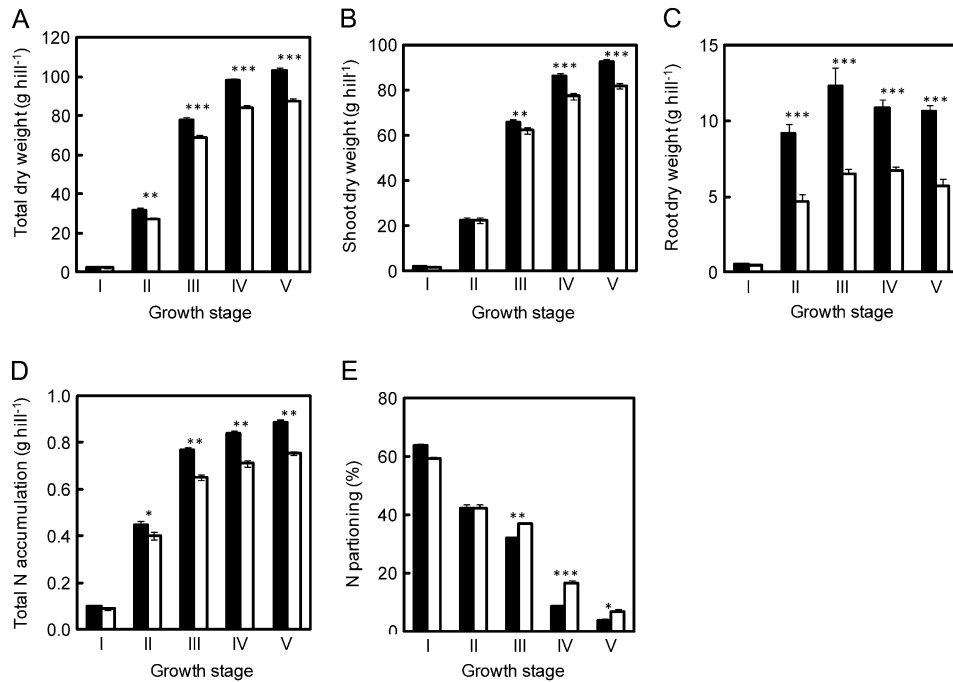 A
Total dry weight (g hill⁻¹)
120
100
80
60
40
20
0
**
***
***
***
I II III IV V
Growth stage
B
Shoot dry weight (g hill⁻¹)
100
80
60
40
20
0
**
***
***
I II III IV V
Growth stage
C
Root dry weight (g hill⁻¹)
15
10
5
0
***
***
***
***
I II III IV V
Growth stage
D
Total N accumulation (g hill⁻¹)
1.0
0.8
0.6
0.4
0.2
0.0
*
**
**
**
I II III IV V
Growth stage
E
N partioning (%)
80
60
40
20
0
**
***
*
I II III IV V
Growth stage